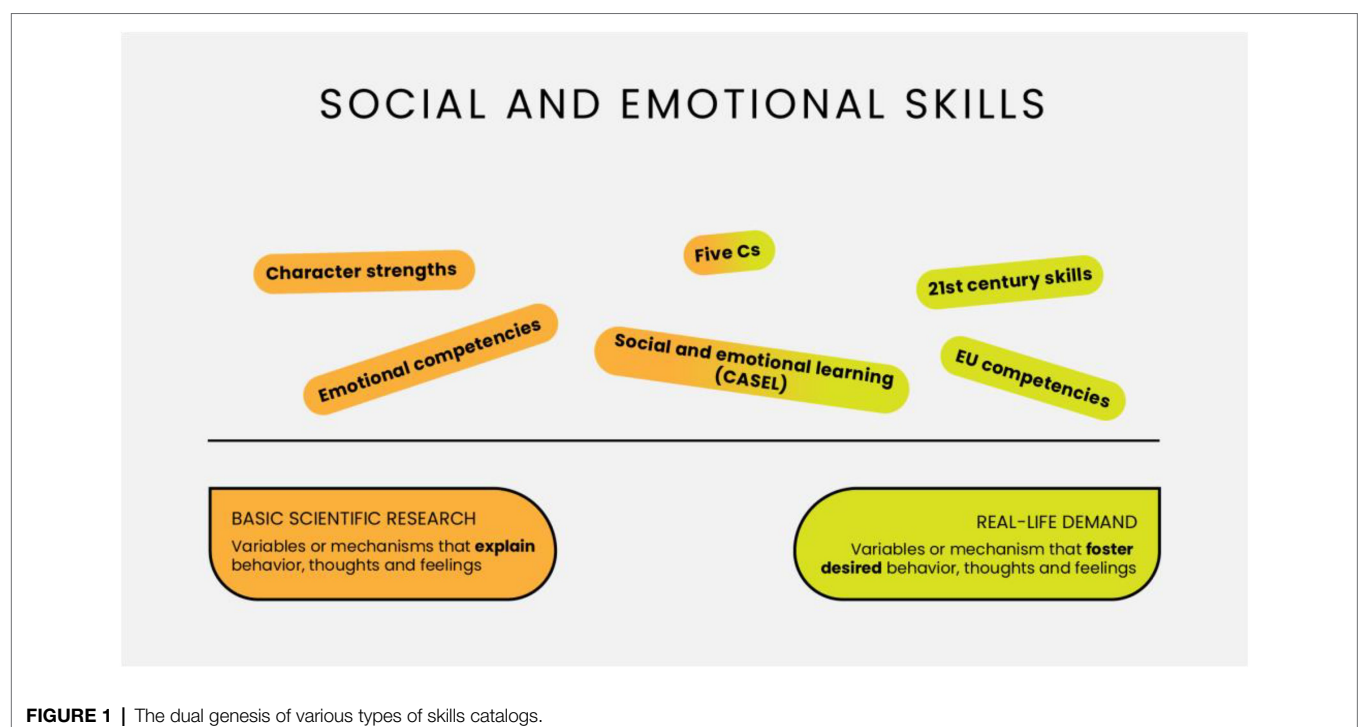 SOCIAL AND EMOTIONAL SKILLS
Character strengths
Five Cs
21st century skills
Emotional competencies
Social and emotional learning
(CASEL)
EU competencies
BASIC SCIENTIFIC RESEARCH
Variables or mechanisms that explain
behavior, thoughts and feelings
REAL-LIFE DEMAND
Variables or mechanism that foster
desired behavior, thoughts and feelings
FIGURE 1 | The dual genesis of various types of skills catalogs.